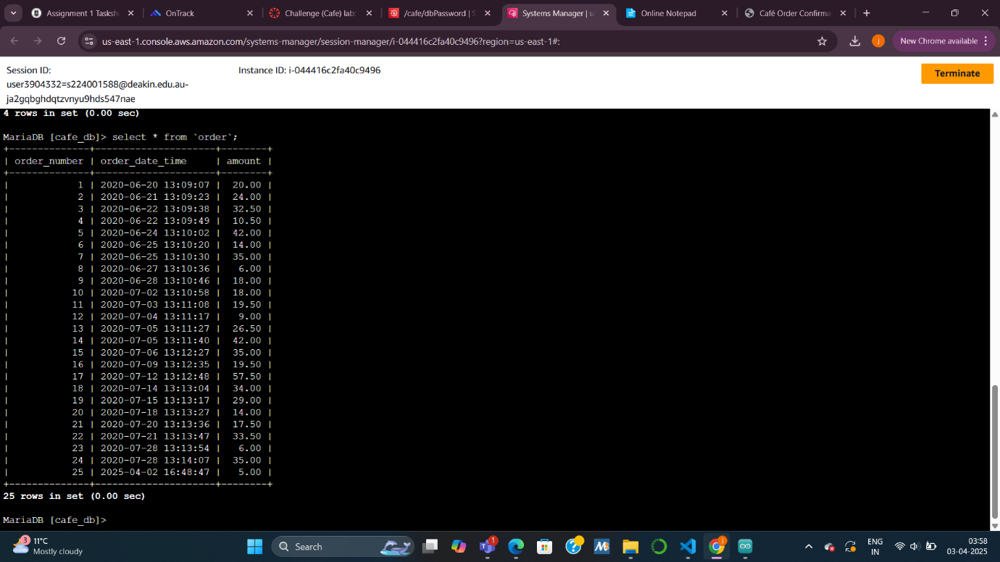 Assignment 1 Tasksh
OnTrack
Challenge (Cafe) lab:
/cafe/dbPassword | S
Systems Manager | u
Online Notepad
Café Order Confirma
us-east-1.console.aws.amazon.com/systems-manager/session-manager/i-044416c2fa40c9496?region=us-east-1#:
New Chrome available
Session ID:
user3904332=s224001588@deakin.edu.au-
ja2gqbghdqtzvnyu9hds547nae
Instance ID: i-044416c2fa40c9496
Terminate
4 rows in set (0.00 sec)
MariaDB [cafe_db]> select * from `order`;
+--------------+---------------------+--------+
| order_number | order_date_time     | amount |
+--------------+---------------------+--------+
|            1 | 2020-06-20 13:09:07 |  20.00 |
|            2 | 2020-06-21 13:09:23 |  24.00 |
|            3 | 2020-06-22 13:09:38 |  32.50 |
|            4 | 2020-06-22 13:09:49 |  10.50 |
|            5 | 2020-06-24 13:10:02 |  42.00 |
|            6 | 2020-06-25 13:10:20 |  14.00 |
|            7 | 2020-06-25 13:10:30 |  35.00 |
|            8 | 2020-06-27 13:10:36 |   6.00 |
|            9 | 2020-06-28 13:10:46 |  18.00 |
|           10 | 2020-07-02 13:10:58 |  18.00 |
|           11 | 2020-07-03 13:11:08 |  19.50 |
|           12 | 2020-07-04 13:11:17 |   9.00 |
|           13 | 2020-07-05 13:11:27 |  26.50 |
|           14 | 2020-07-05 13:11:40 |  42.00 |
|           15 | 2020-07-06 13:12:27 |  35.00 |
|           16 | 2020-07-09 13:12:35 |  19.50 |
|           17 | 2020-07-12 13:12:48 |  57.50 |
|           18 | 2020-07-14 13:13:04 |  34.00 |
|           19 | 2020-07-15 13:13:17 |  29.00 |
|           20 | 2020-07-18 13:13:27 |  14.00 |
|           21 | 2020-07-20 13:13:36 |  17.50 |
|           22 | 2020-07-21 13:13:47 |  33.50 |
|           23 | 2020-07-28 13:13:54 |   6.00 |
|           24 | 2020-07-28 13:14:07 |  35.00 |
|           25 | 2025-04-02 16:48:47 |   5.00 |
+--------------+---------------------+--------+
25 rows in set (0.00 sec)
MariaDB [cafe_db]>
3
11°C
Mostly cloudy
Search
1
ENG
IN
03:58
03-04-2025